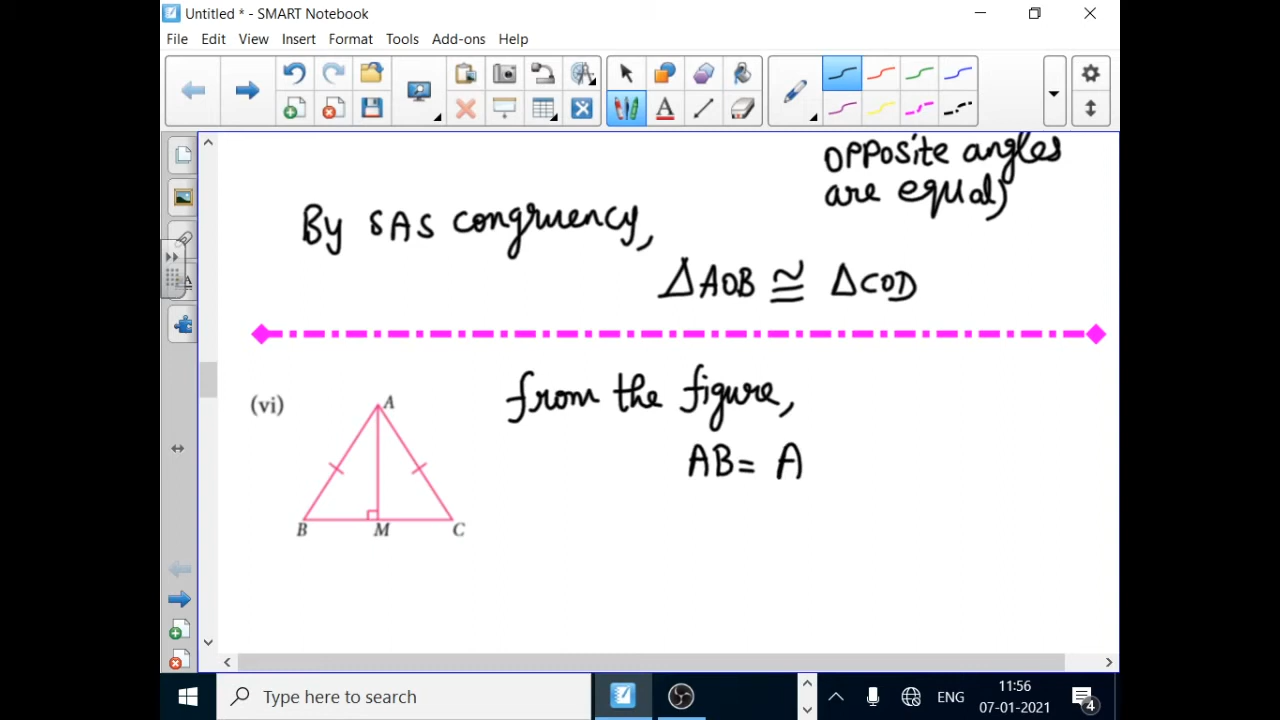 Untitled * - SMART Notebook
File Edit View Insert Format Tools Add-ons Help
opposite angles
are equal)
By SAS congruency,
ΔAOB ≅ ΔCOD
(vi)
A
B M C
from the figure,
AB= A
Type here to search
ENG
11:56
07-01-2021
4